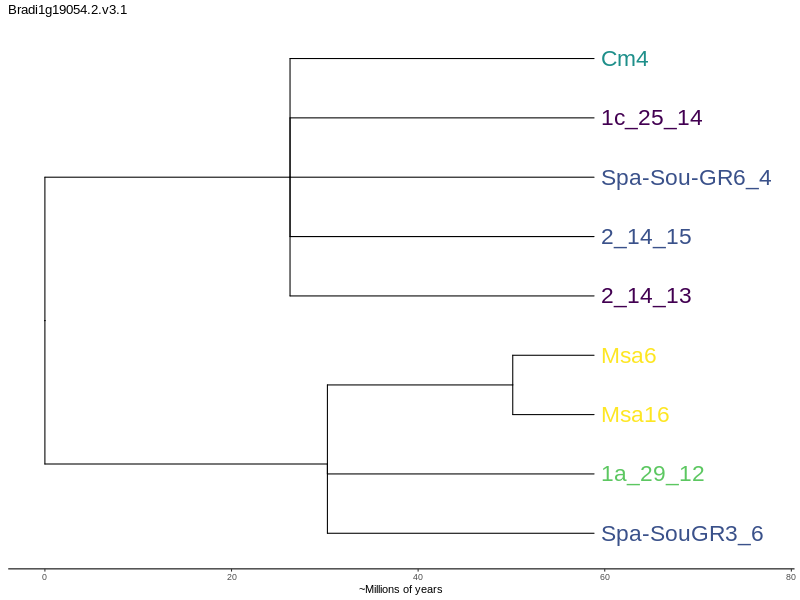 Bradi1g19054.2.v3.1
Cm4
1c_25_14
Spa-Sou-GR6_4
2_14_15
2_14_13
Msa6
Msa16
1a_29_12
Spa-SouGR3_6
0 20 40 60 80
~Millions of years